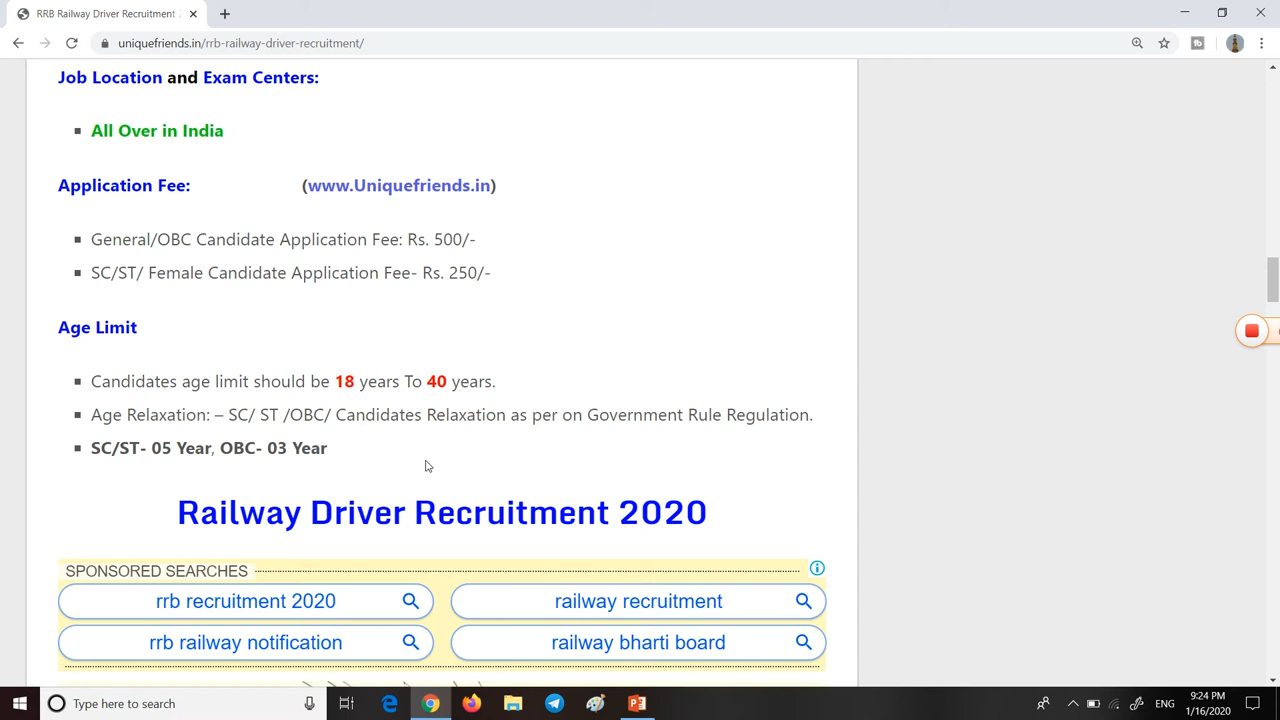 RRB Railway Driver Recruitment
uniquefriends.in/rrb-railway-driver-recruitment/
Job Location and Exam Centers:
All Over in India
Application Fee: (www.Uniquefriends.in)
General/OBC Candidate Application Fee: Rs. 500/-
SC/ST/ Female Candidate Application Fee- Rs. 250/-
Age Limit
Candidates age limit should be 18 years To 40 years.
Age Relaxation: – SC/ ST /OBC/ Candidates Relaxation as per on Government Rule Regulation.
SC/ST- 05 Year, OBC- 03 Year
Railway Driver Recruitment 2020
SPONSORED SEARCHES
rrb recruitment 2020
railway recruitment
rrb railway notification
railway bharti board
Type here to search
ENG
9:24 PM
1/16/2020